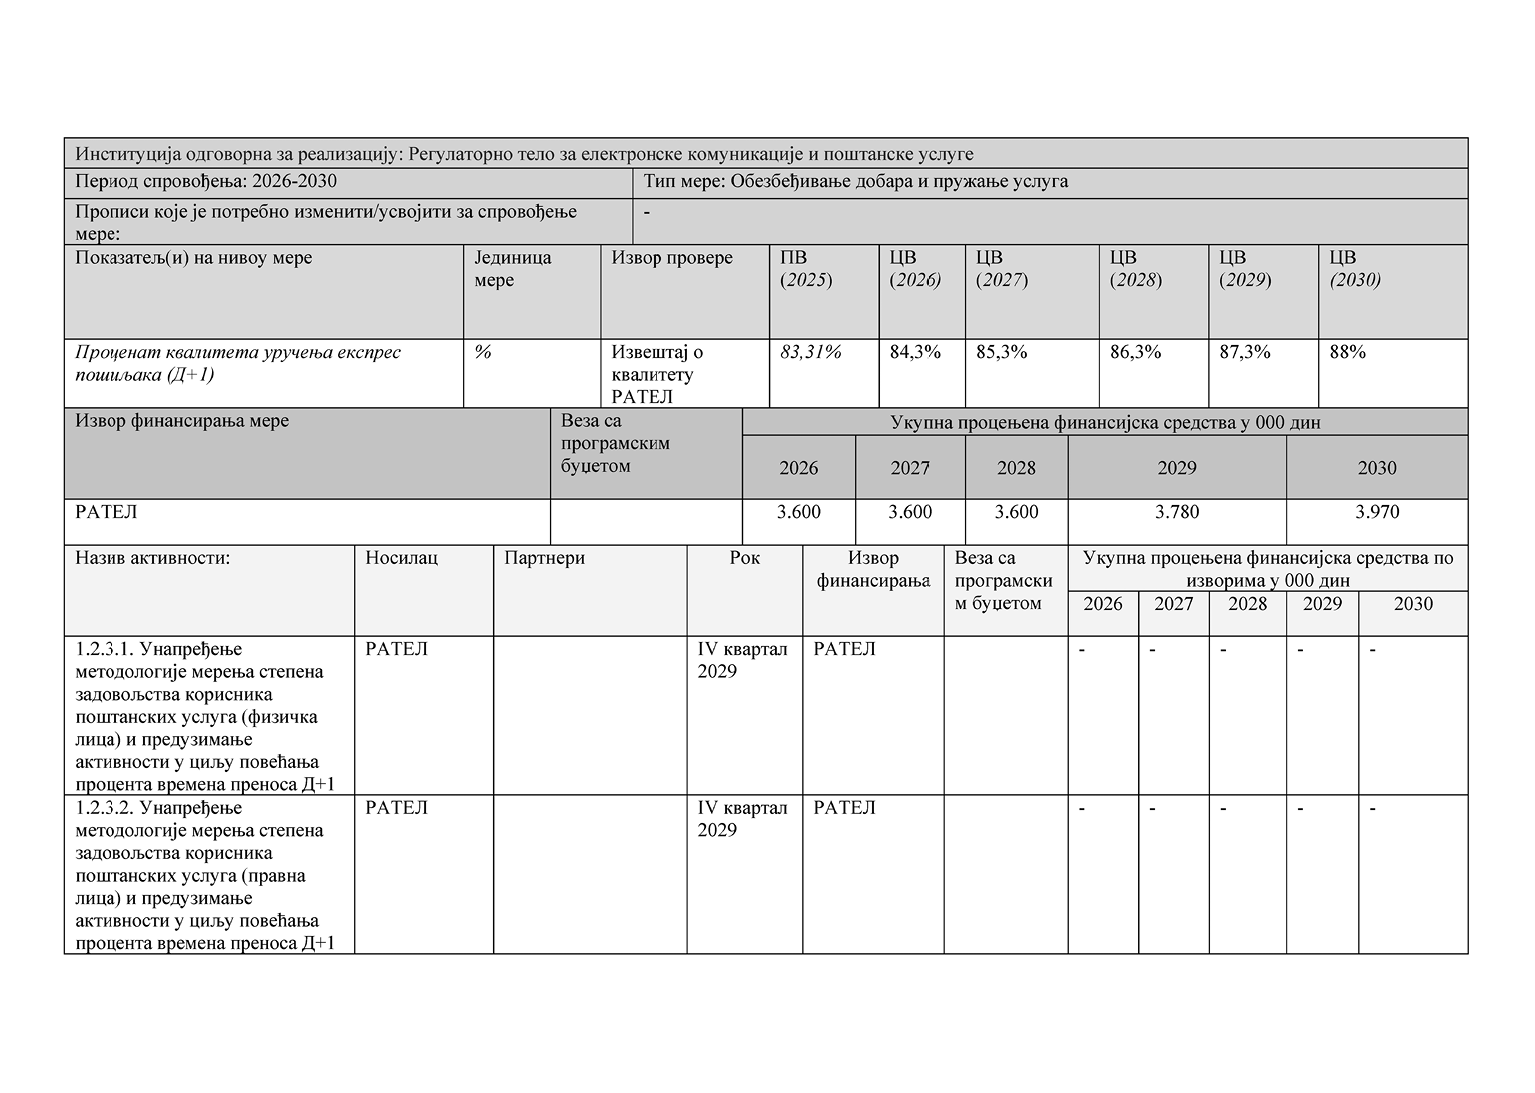 Институција одговорна за реализацију: Регулаторно тело за електронске комуникације и поштанске услуге
Период спровођења: 2026-2030
Тип мере: Обезбеђивање добара и пружање услуга
Прописи које је потребно изменити/усвојити за спровођење
мере:
-
Показатељ(и) на нивоу мере
Јединица
мере
Извор провере
ПВ
(2025)
ЦВ
(2026)
ЦВ
(2027)
ЦВ
(2028)
ЦВ
(2029)
ЦВ
(2030)
Проценат квалитета уручења експрес
пошиљака (Д+1)
%
Извештај о
квалитету
РАТЕЛ
83,31%
84,3%
85,3%
86,3%
87,3%
88%
Извор финансирања мере
Веза са
програмским
буџетом
Укупна процењена финансијска средства у 000 дин
2026
2027
2028
2029
2030
РАТЕЛ
3.600
3.600
3.600
3.780
3.970
Назив активности:
Носилац
Партнери
Рок
Извор
финансирања
Веза са
програмски
м буџетом
Укупна процењена финансијска средства по
изворима у 000 дин
2026
2027
2028
2029
2030
1.2.3.1. Унапређење
методологије мерења степена
задовољства корисника
поштанских услуга (физичка
лица) и предузимање
активности у циљу повећања
процента времена преноса Д+1
РАТЕЛ
IV квартал
2029
РАТЕЛ
-
-
-
-
-
1.2.3.2. Унапређење
методологије мерења степена
задовољства корисника
поштанских услуга (правна
лица) и предузимање
активности у циљу повећања
процента времена преноса Д+1
РАТЕЛ
IV квартал
2029
РАТЕЛ
-
-
-
-
-